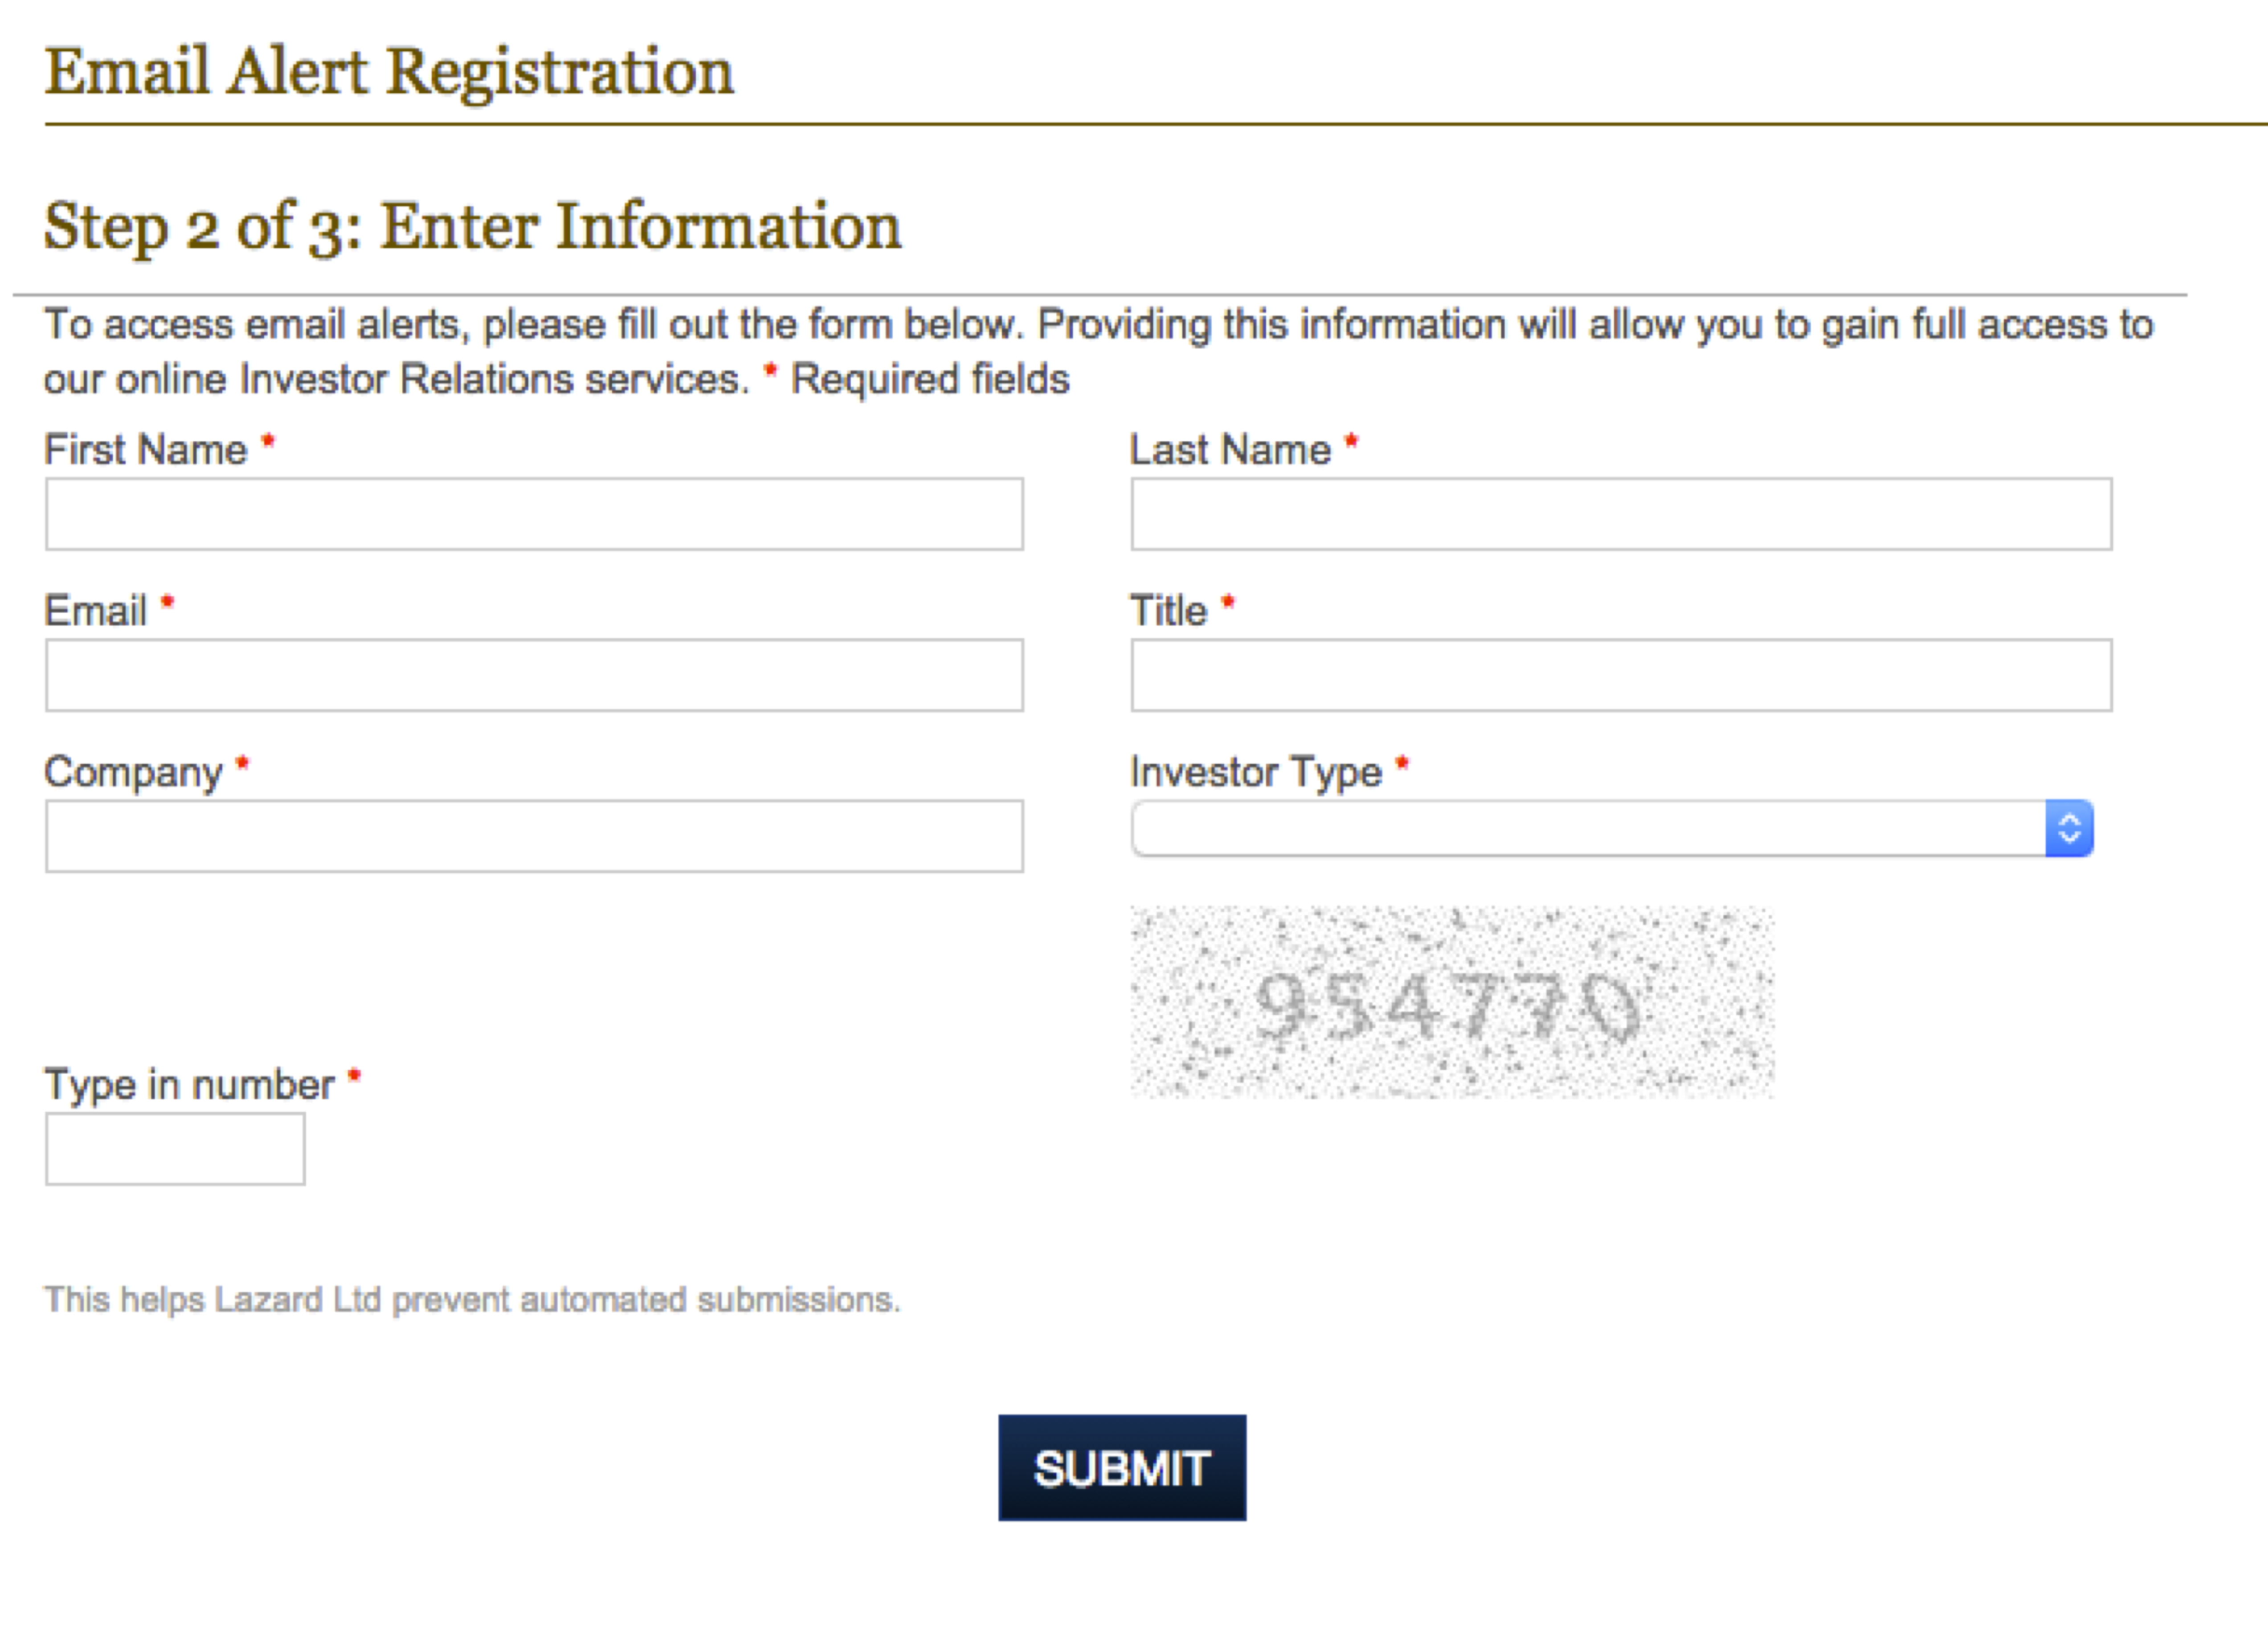 Email Alert Registration
Step 2 of 3: Enter Information
To access email alerts, please fill out the form below. Providing this information will allow you to gain full access to
our online Investor Relations services. * Required fields
First Name *
Last Name *
Email *
Title *
Company *
Investor Type *
954770
Type in number *
This helps Lazard Ltd prevent automated submissions.
SUBMIT